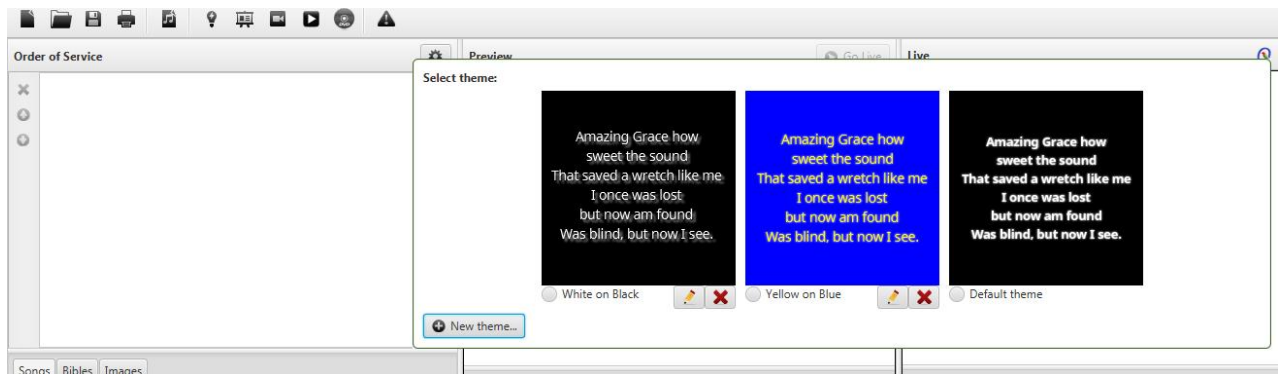 Order of Service
Preview
Go Live
Live
Select theme:
Amazing Grace how
sweet the sound
That saved a wretch like me
I once was lost
but now am found
Was blind, but now I see.
Amazing Grace how
sweet the sound
That saved a wretch like me
I once was lost
but now am found
Was blind, but now I see.
Amazing Grace how
sweet the sound
That saved a wretch like me
I once was lost
but now am found
Was blind, but now I see.
White on Black
Yellow on Blue
Default theme
New theme...
Songs Bibles Images